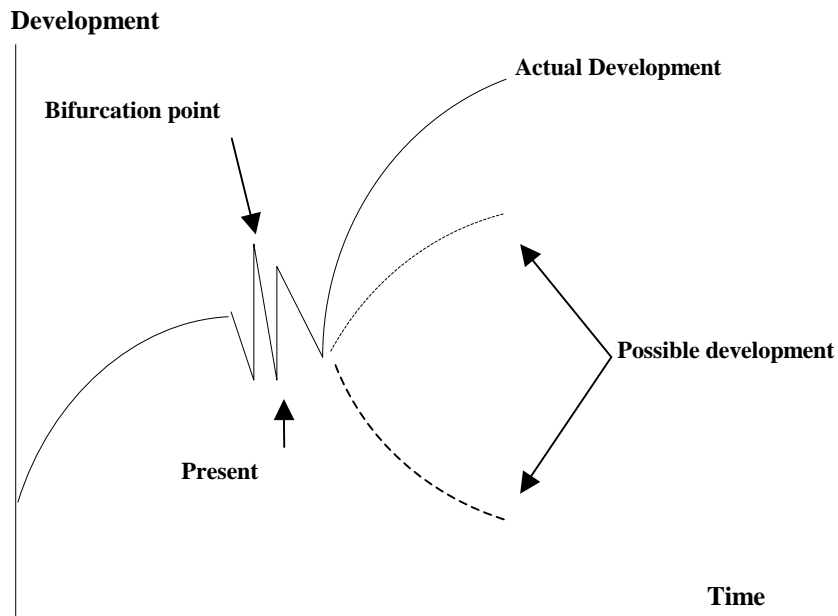 Development
Actual Development
Bifurcation point
Possible development
Present
Time